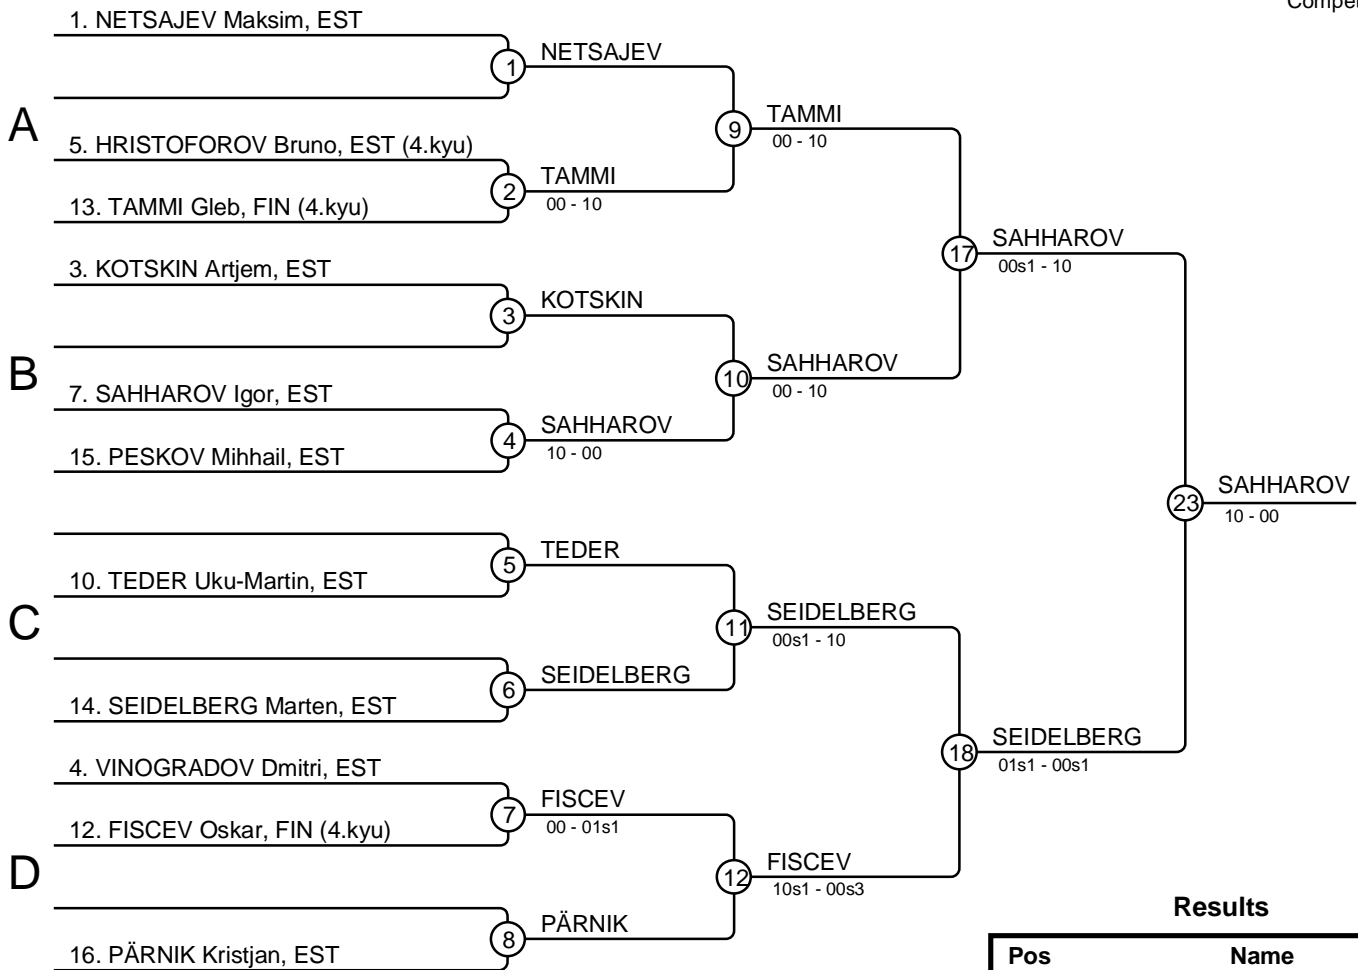 Compe
1. NETSAJEV Maksim, EST
1
NETSAJEV
A
9
TAMMI
00 - 10
5. HRISTOFOROV Bruno, EST (4.kyu)
2
TAMMI
00 - 10
13. TAMMI Gleb, FIN (4.kyu)
17
SAHHAROV
00s1 - 10
3. KOTSKIN Artjem, EST
3
KOTSKIN
B
10
SAHHAROV
00 - 10
7. SAHHAROV Igor, EST
4
SAHHAROV
10 - 00
15. PESKOV Mihhail, EST
23
SAHHAROV
10 - 00
5
TEDER
10. TEDER Uku-Martin, EST
C
11
SEIDELBERG
00s1 - 10
6
SEIDELBERG
14. SEIDELBERG Marten, EST
18
SEIDELBERG
01s1 - 00s1
4. VINOGRADOV Dmitri, EST
7
FISCEV
00 - 01s1
12. FISCEV Oskar, FIN (4.kyu)
D
12
FISCEV
10s1 - 00s3
8
PÄRNIK
16. PÄRNIK Kristjan, EST
Results
Pos Name